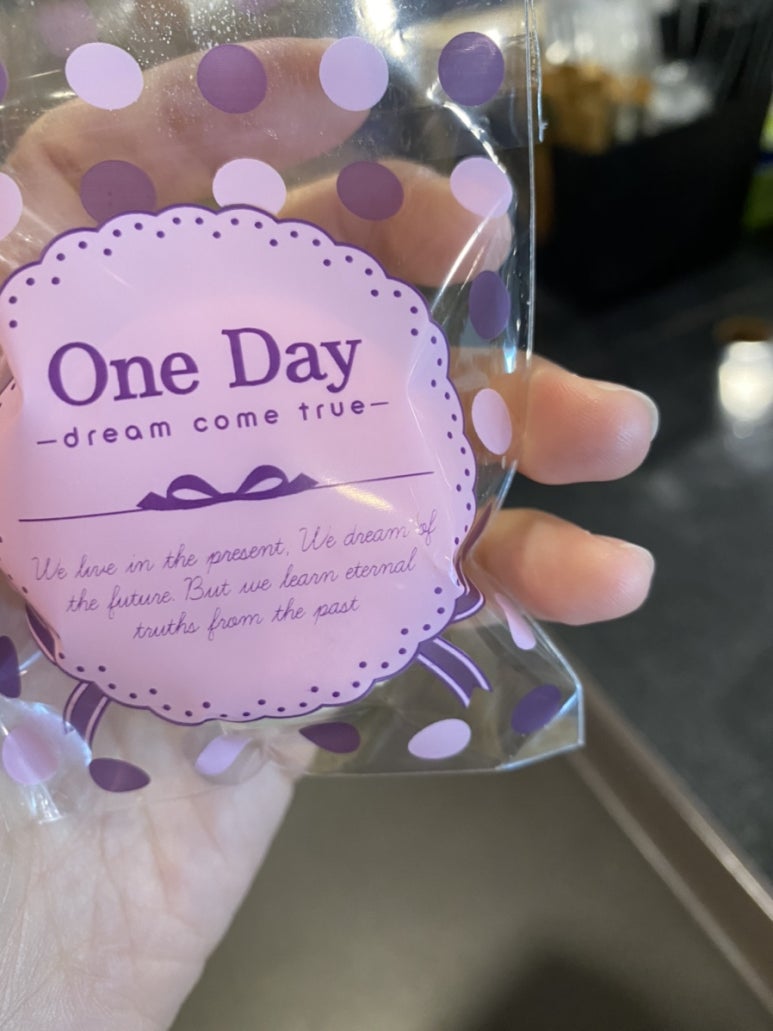 One Day
–dream come true–
We live in the present, We dream of
the future. But we learn eternal
truths from the past